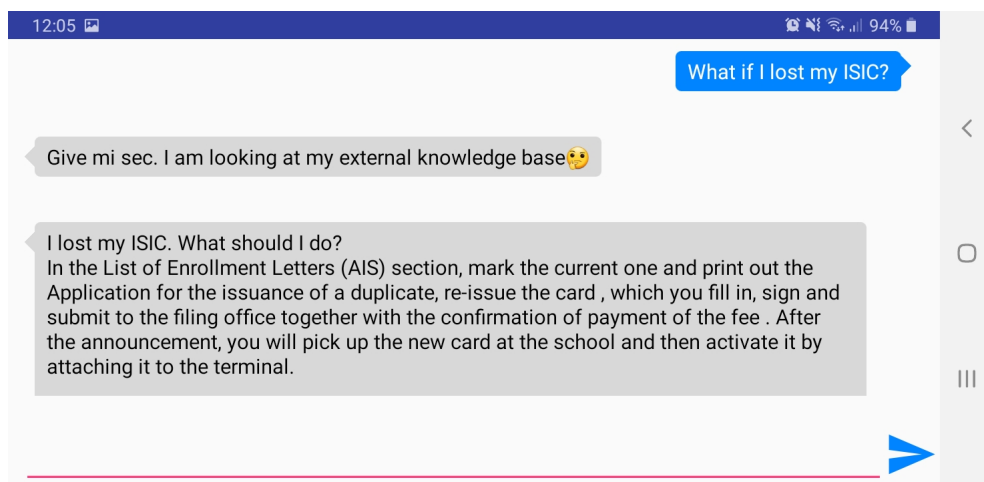 12:05
94%
What if I lost my ISIC?
Give mi sec. I am looking at my external knowledge base🤔
I lost my ISIC. What should I do?
In the List of Enrollment Letters (AIS) section, mark the current one and print out the
Application for the issuance of a duplicate, re-issue the card , which you fill in, sign and
submit to the filing office together with the confirmation of payment of the fee . After
the announcement, you will pick up the new card at the school and then activate it by
attaching it to the terminal.